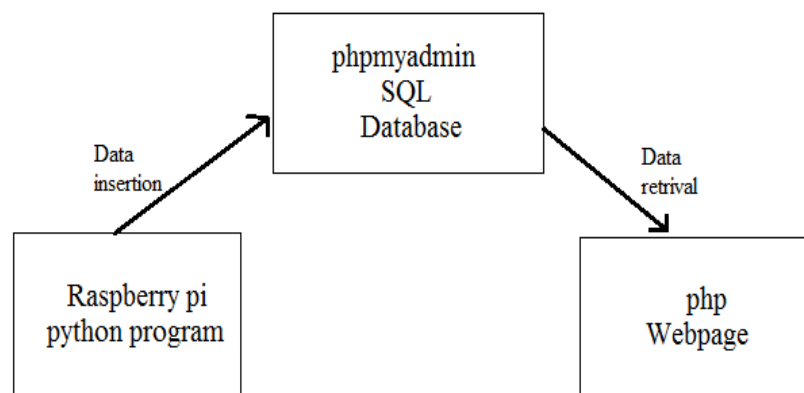 phpmyadmin
SQL
Database
Data
insertion
Data
retrival
Raspberry pi
python program
php
Webpage